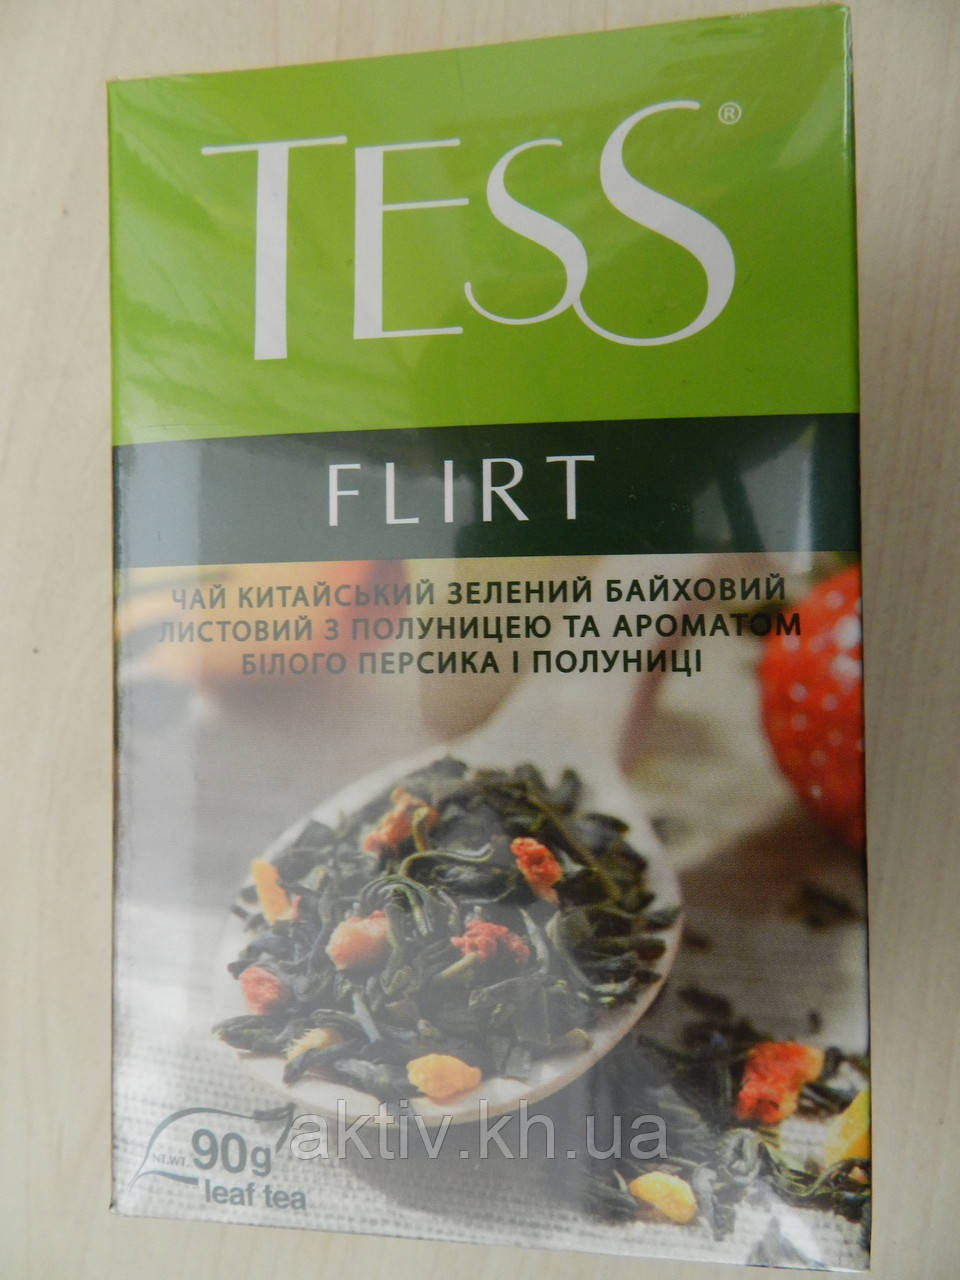 TESS®
FLIRT
ЧАЙ КИТАЙСЬКИЙ ЗЕЛЕНИЙ БАЙХОВИЙ
ЛИСТОВИЙ З ПОЛУНИЦЕЮ ТА АРОМАТОМ
БІЛОГО ПЕРСИКА І ПОЛУНИЦІ
aktiv.kh.ua
NT.WT. 90g
leaf tea